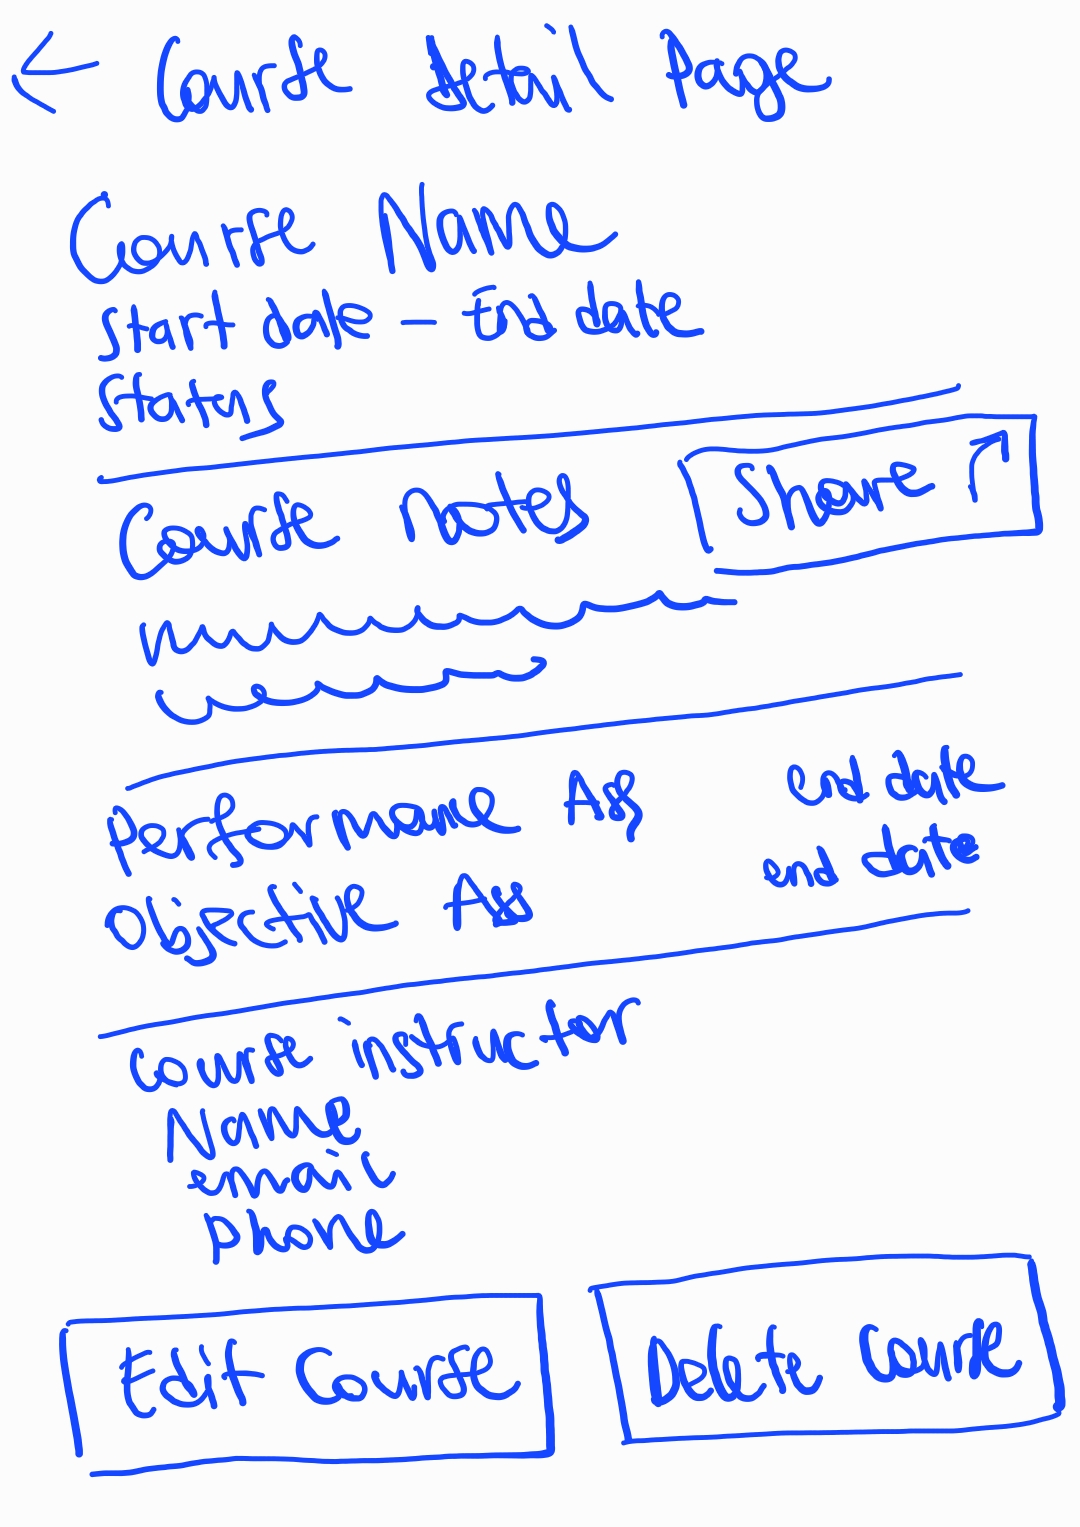 ← Course Detail Page
Course Name
Start date - End date
Status
Course Notes
Share
Performance Ass end date
Objective Ass end date
Course instructor
Name
email
phone
Edit Course
Delete Course